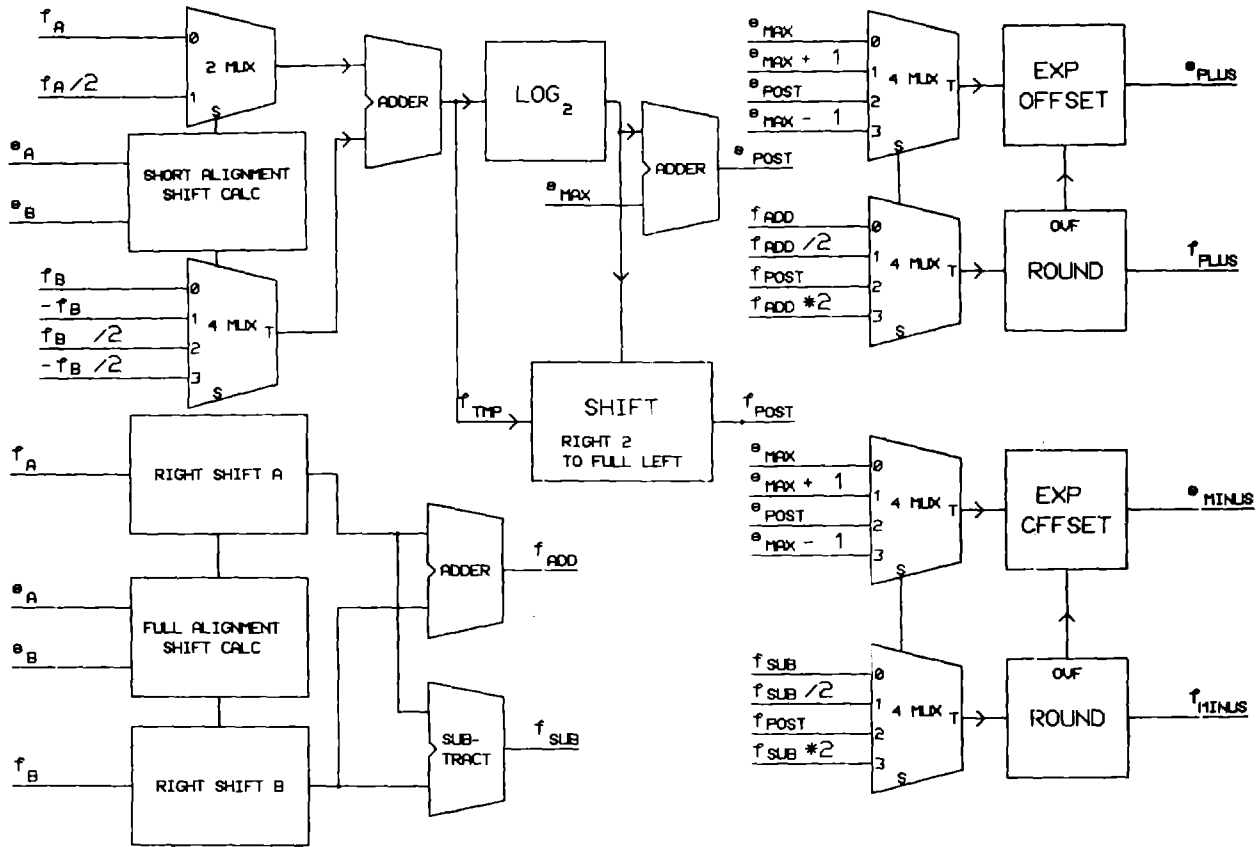 f A
0
2 MUX
f A /2
1
S
e A
SHORT ALIGNMENT
SHIFT CALC
e B
f B
0
-f B
1
4 MUX T
f B /2
2
-f B /2
3
S
ADDER
LOG 2
e MAX
ADDER
e POST
f TMP
SHIFT
RIGHT 2
TO FULL LEFT
f POST
f A
RIGHT SHIFT A
e A
FULL ALIGNMENT
SHIFT CALC
e B
f B
RIGHT SHIFT B
ADDER
f ADD
SUB-
TRACT
f SUB
e MAX
0
e MAX + 1
1
4 MUX T
e POST
2
e MAX - 1
3
S
EXP
OFFSET
e PLUS
f ADD
0
f ADD /2
1
4 MUX T
f POST
2
f ADD *2
3
S
OVF
ROUND
f PLUS
e MAX
0
e MAX + 1
1
4 MUX T
e POST
2
e MAX - 1
3
S
EXP
CFFSET
e MINUS
f SUB
0
f SUB /2
1
4 MUX T
f POST
2
f SUB *2
3
S
OVF
ROUND
f MINUS